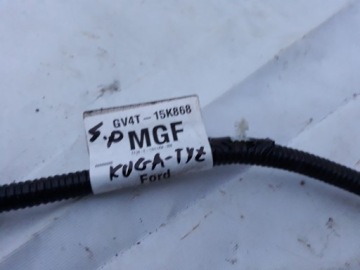 GV4T-15K868
S.P MGF
KUGA-TYŁ
Ford